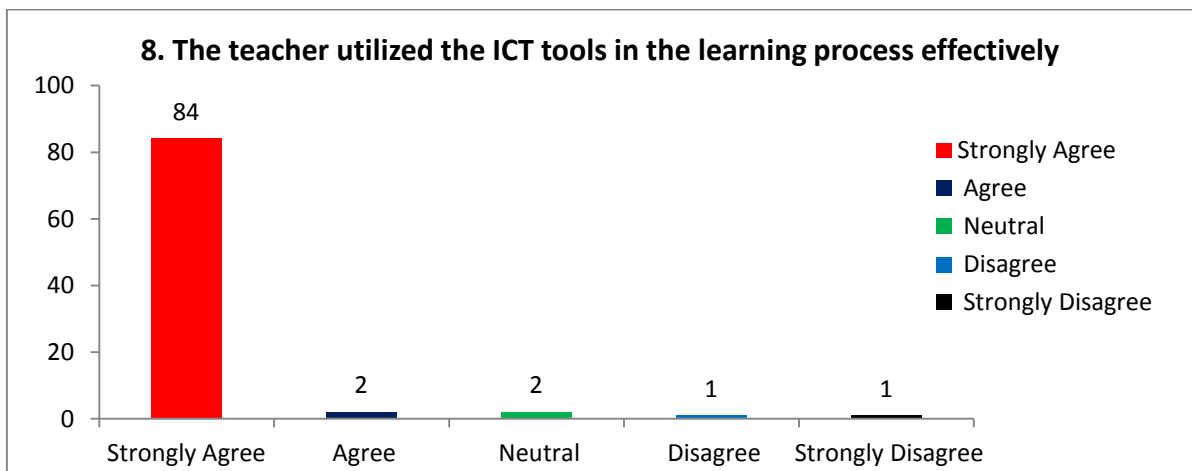 8. The teacher utilized the ICT tools in the learning process effectively
100
80
60
40
20
0
84
2
2
1
1
Strongly Agree
Agree
Neutral
Disagree
Strongly Disagree
Strongly Agree
Agree
Neutral
Disagree
Strongly Disagree